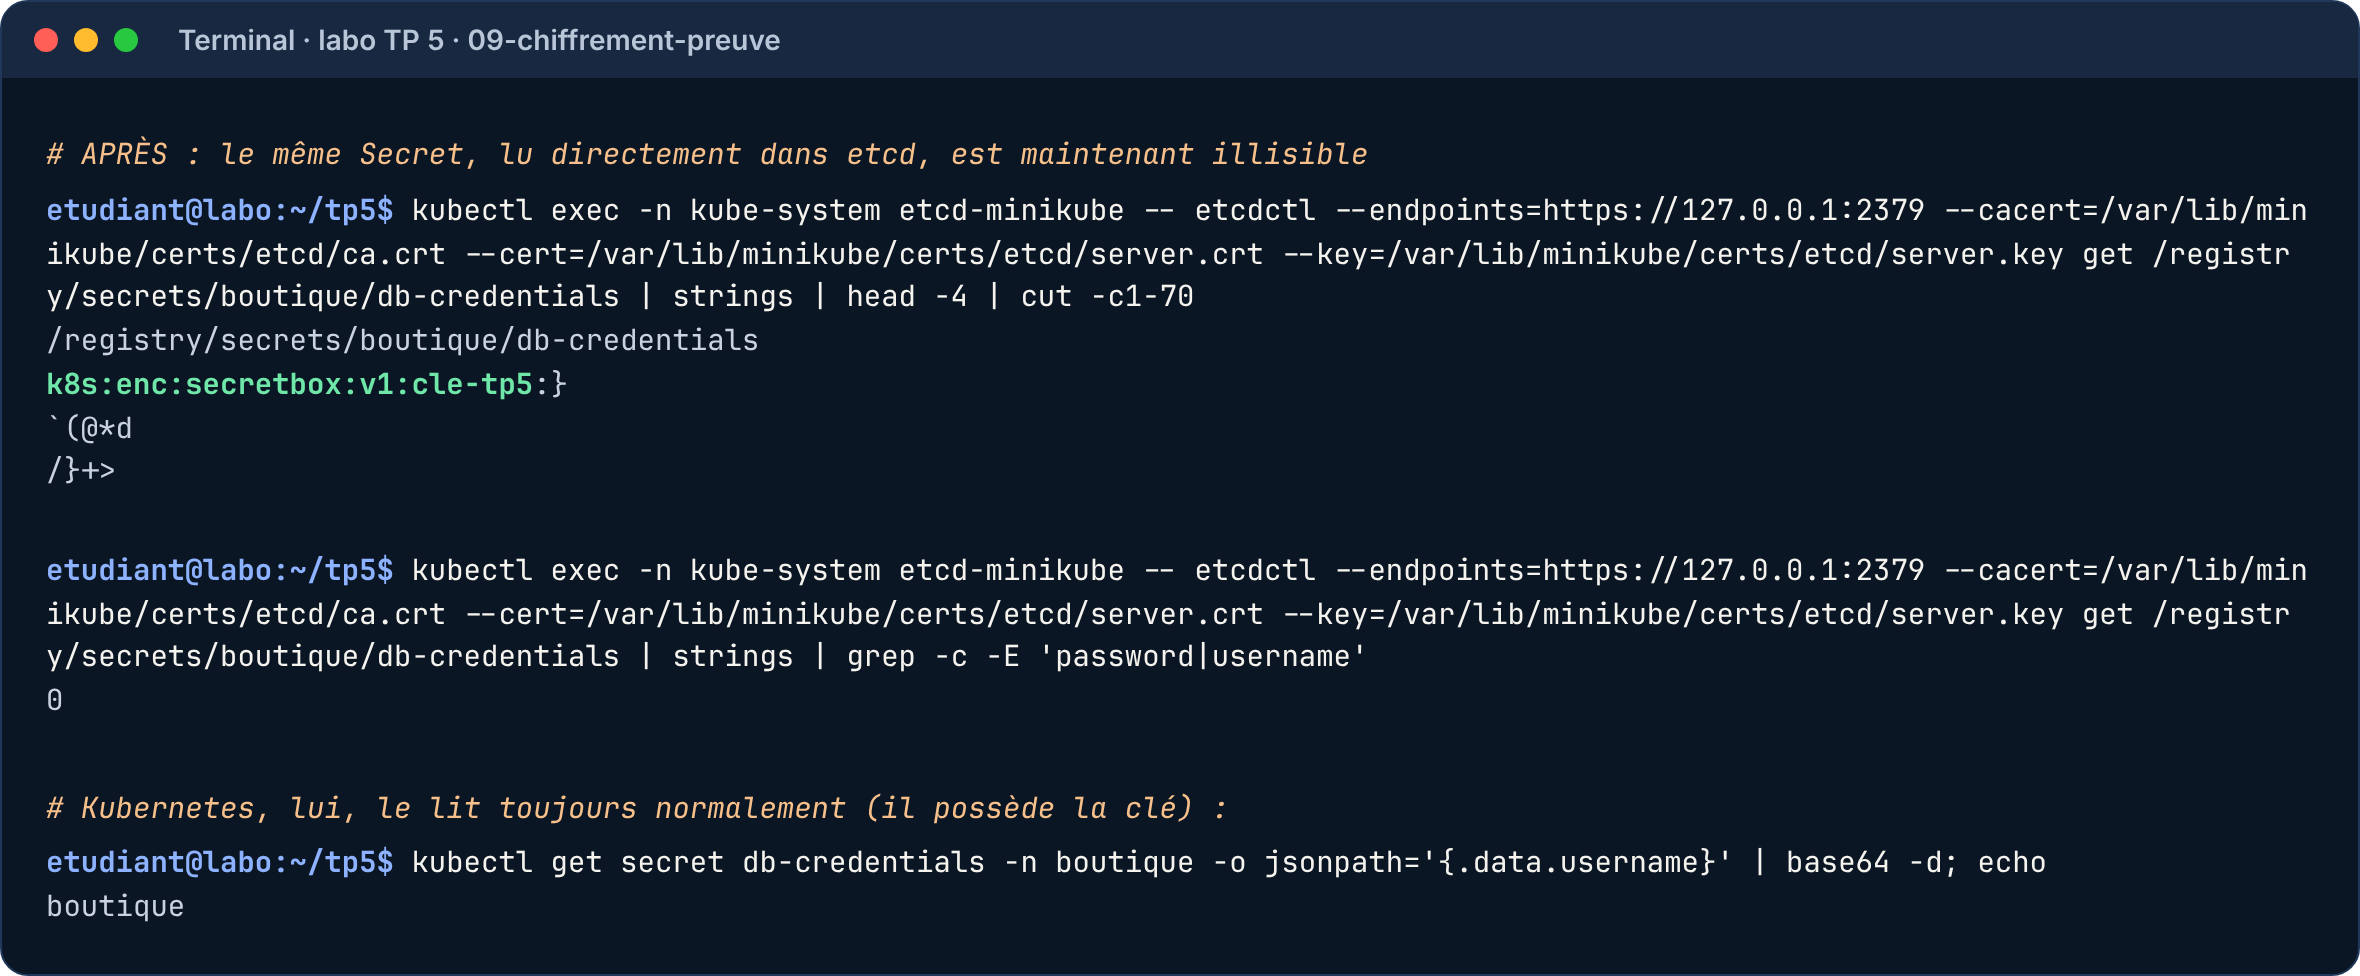 Terminal · labo TP 5 · 09-chiffrement-preuve
# APRÈS : le même Secret, lu directement dans etcd, est maintenant illisible
etudiant@labo:~/tp5$ kubectl exec -n kube-system etcd-minikube -- etcdctl --endpoints=https://127.0.0.1:2379 --cacert=/var/lib/min
ikube/certs/etcd/ca.crt --cert=/var/lib/minikube/certs/etcd/server.crt --key=/var/lib/minikube/certs/etcd/server.key get /registr
y/secrets/boutique/db-credentials | strings | head -4 | cut -c1-70
/registry/secrets/boutique/db-credentials
k8s:enc:secretbox:v1:cle-tp5:}
`(@*d
/}+>
etudiant@labo:~/tp5$ kubectl exec -n kube-system etcd-minikube -- etcdctl --endpoints=https://127.0.0.1:2379 --cacert=/var/lib/min
ikube/certs/etcd/ca.crt --cert=/var/lib/minikube/certs/etcd/server.crt --key=/var/lib/minikube/certs/etcd/server.key get /registr
y/secrets/boutique/db-credentials | strings | grep -c -E 'password|username'
0
# Kubernetes, lui, le lit toujours normalement (il possède la clé) :
etudiant@labo:~/tp5$ kubectl get secret db-credentials -n boutique -o jsonpath='{.data.username}' | base64 -d; echo
boutique